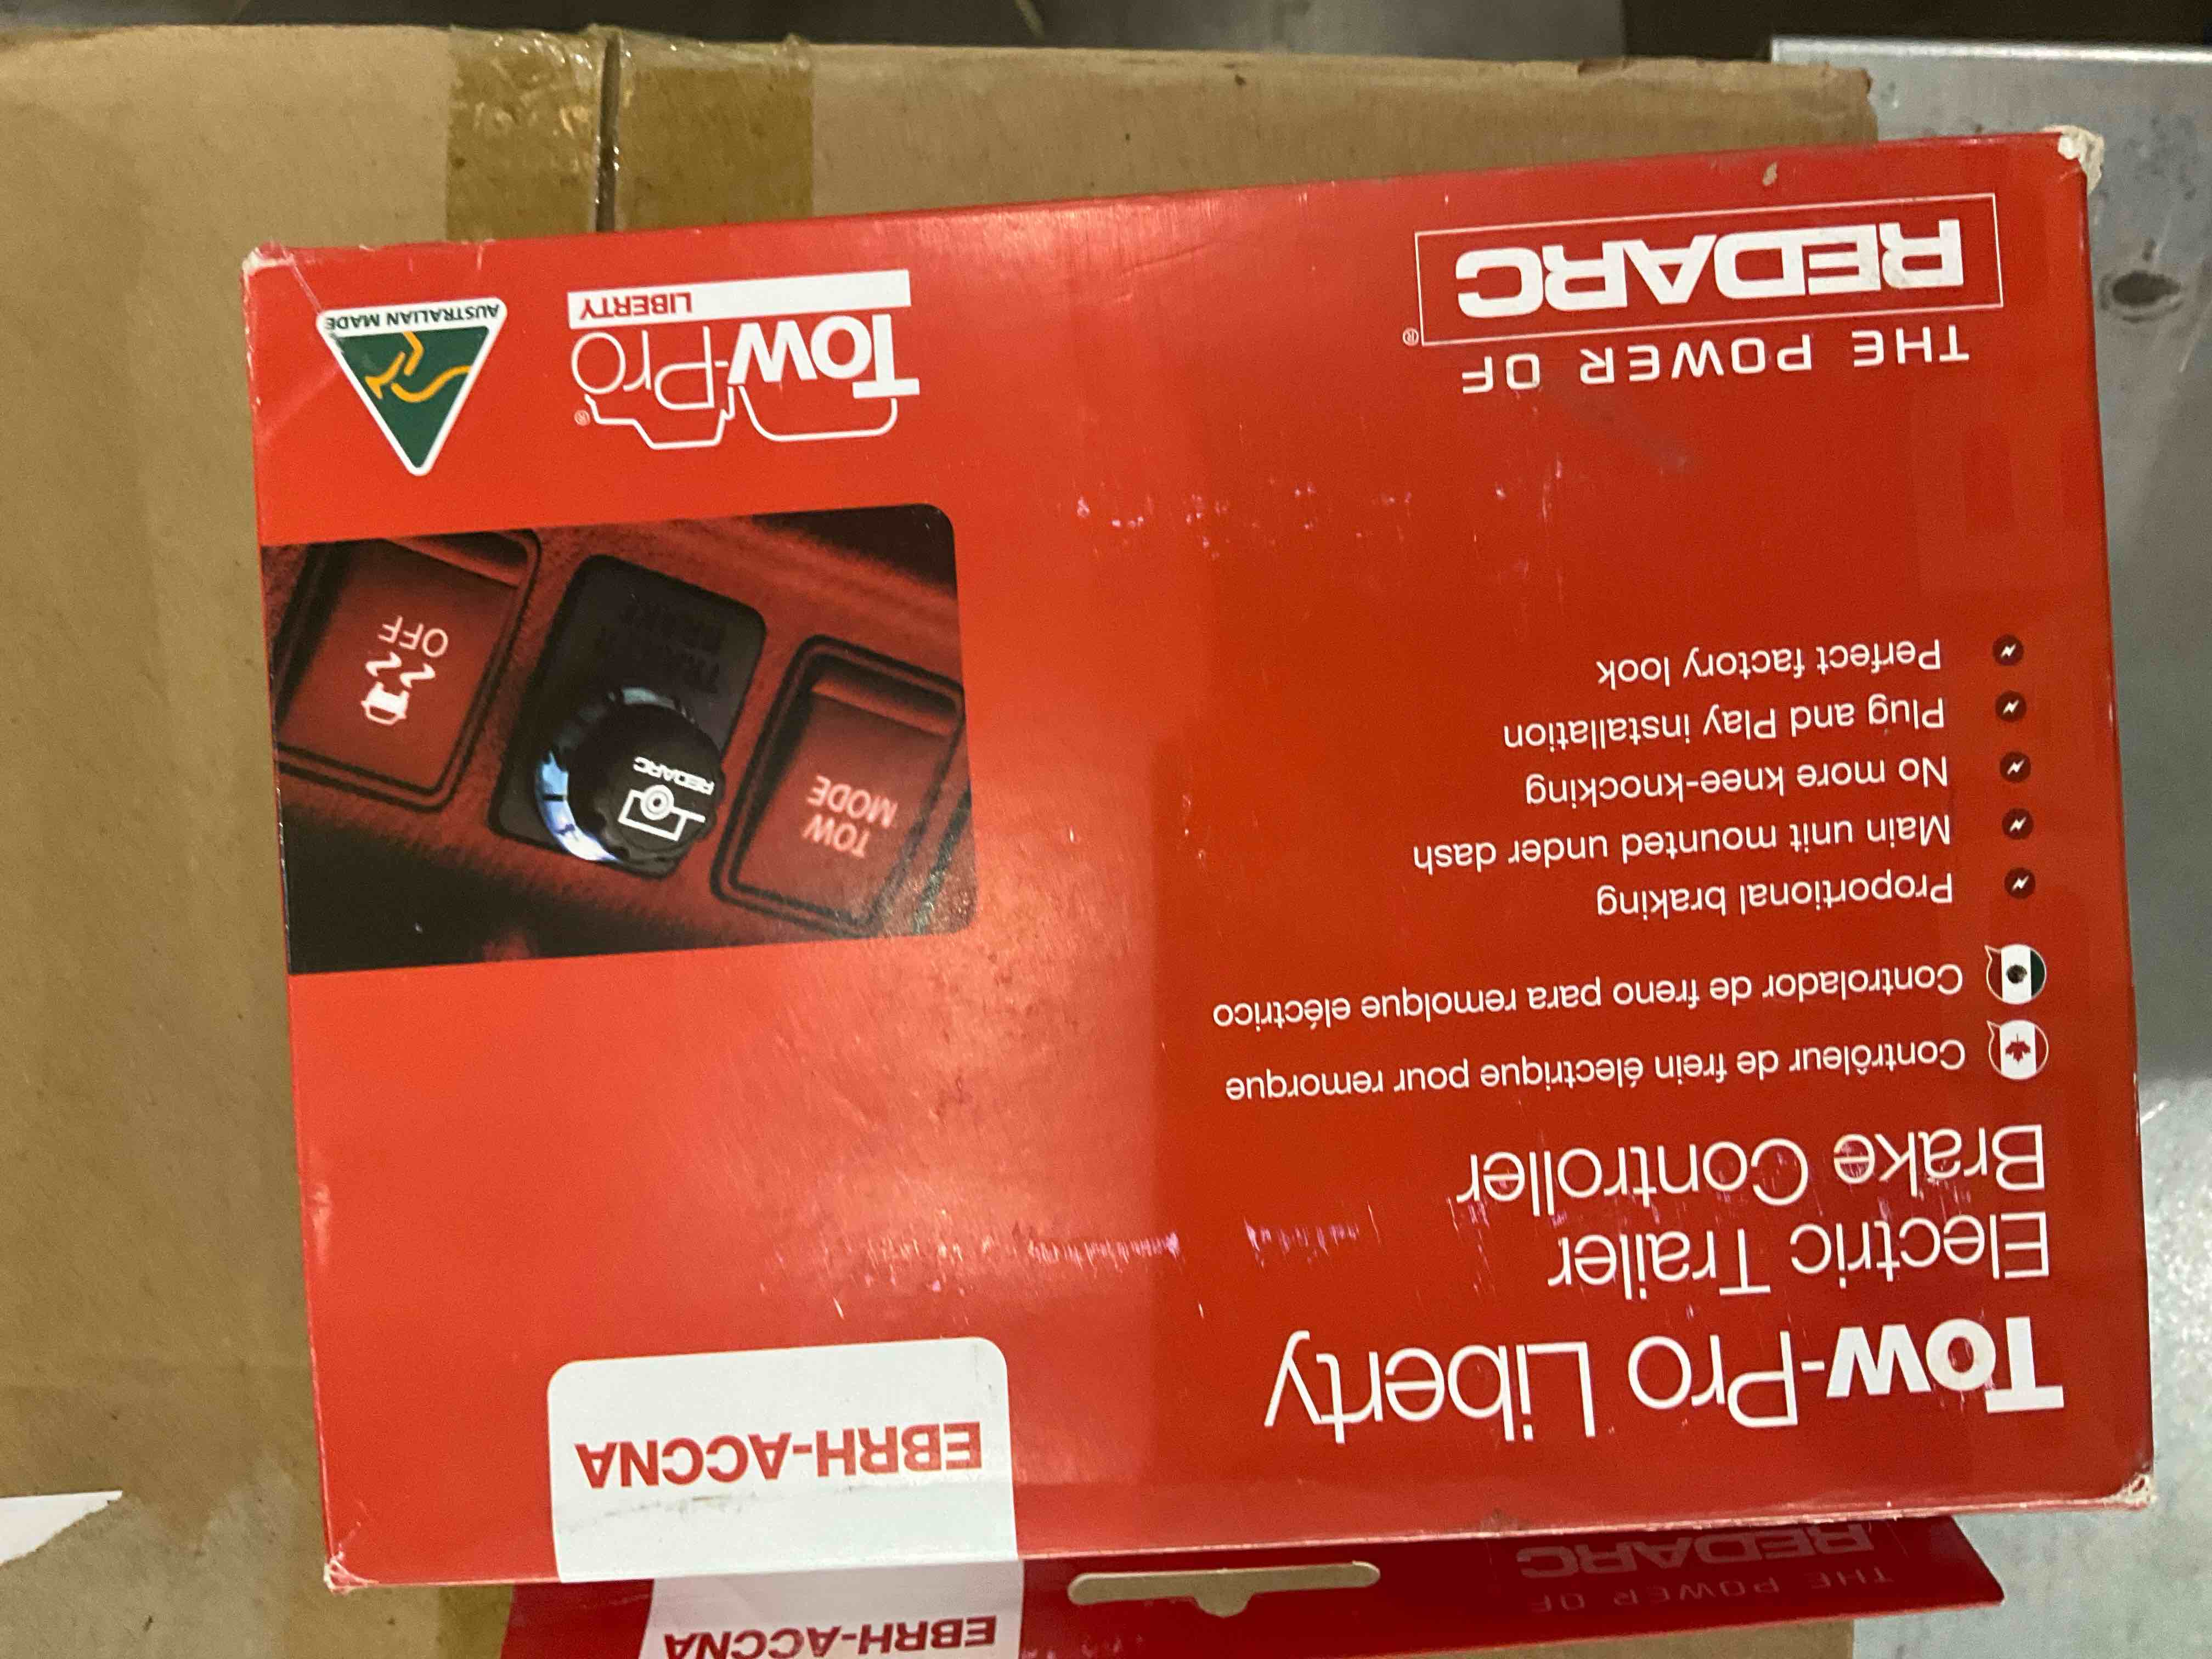 THE POWER OF
REDARC
EBRH-ACCNA
EBRH-ACCNA
Tow-Pro Liberty
Electric Trailer
Brake Controller
Contrôleur de frein électrique pour remorque
Controlador de freno para remolque eléctrico
Proportional braking
Main unit mounted under dash
No more knee-knocking
Plug and Play installation
Perfect factory look
TOW
MODE
REDARC
OFF
THE POWER OF
REDARC®
Tow-Pro®
LIBERTY
AUSTRALIAN MADE